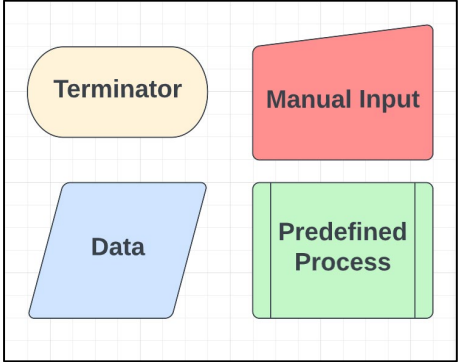 Terminator
Manual Input
Data
Predefined
Process